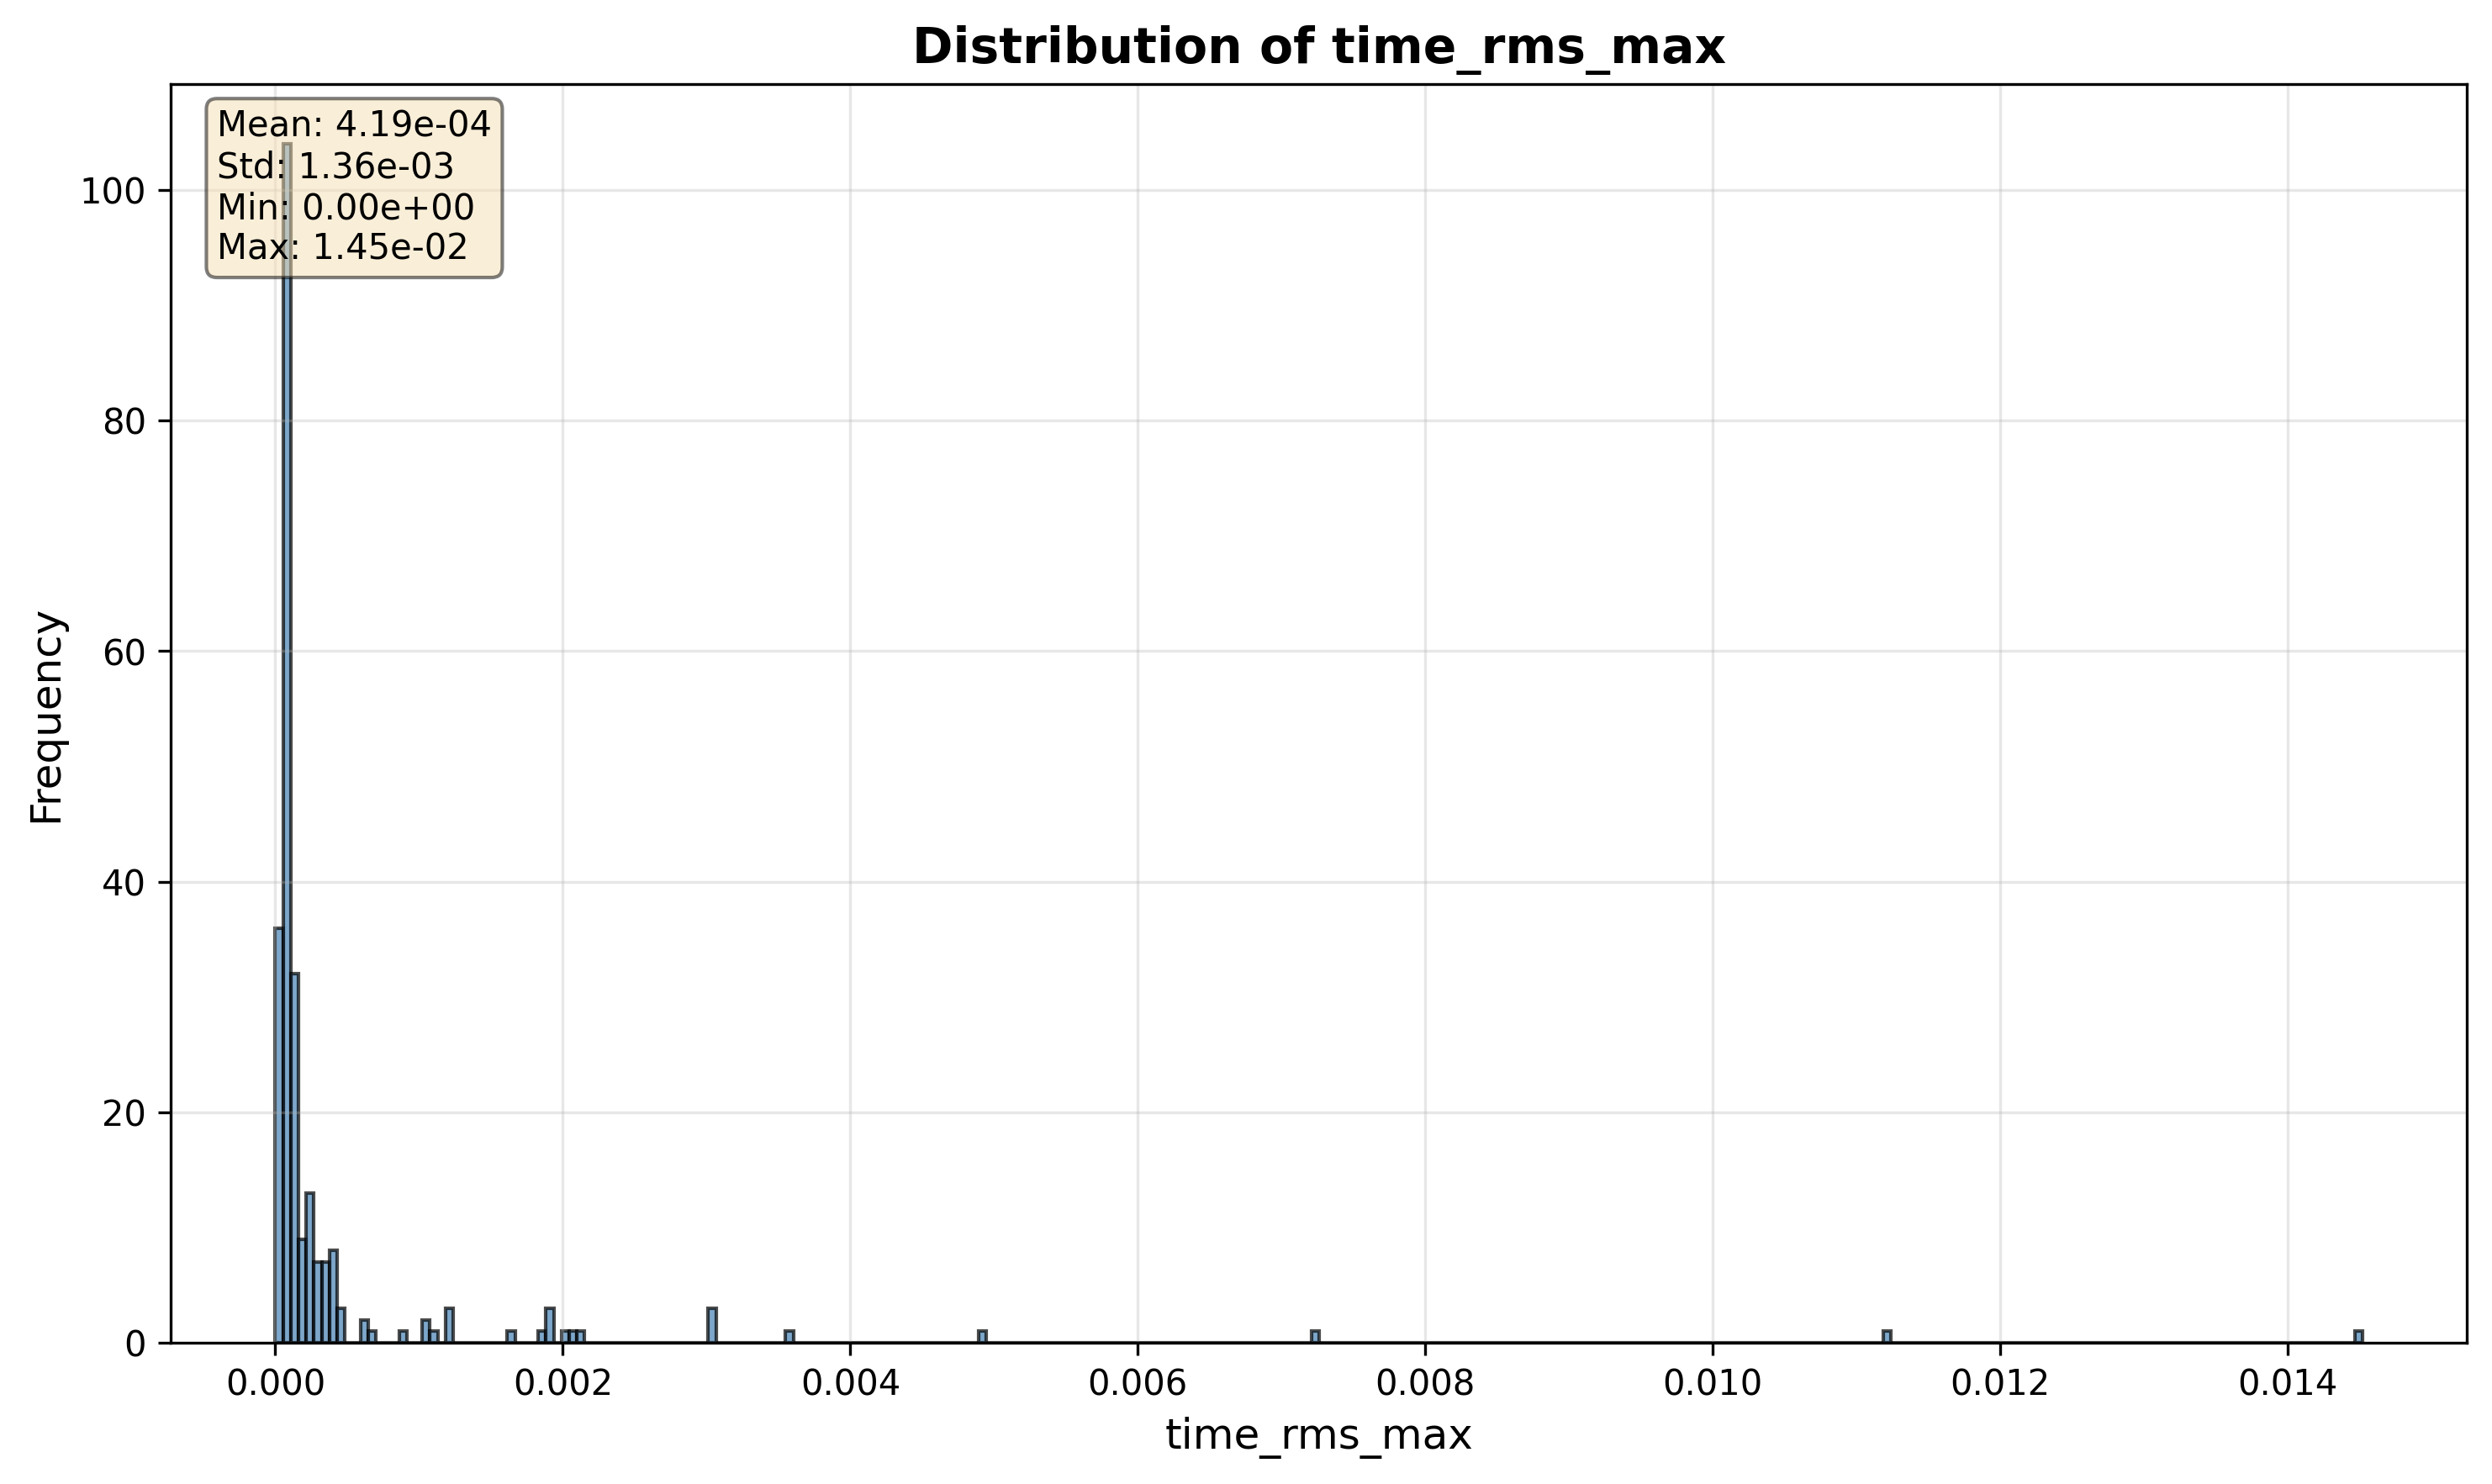 Distribution of time_rms_max
Mean: 4.19e-04
Std: 1.36e-03
Min: 0.00e+00
Max: 1.45e-02
100
80
60
40
20
0
Frequency
0.000 0.002 0.004 0.006 0.008 0.010 0.012 0.014
time_rms_max